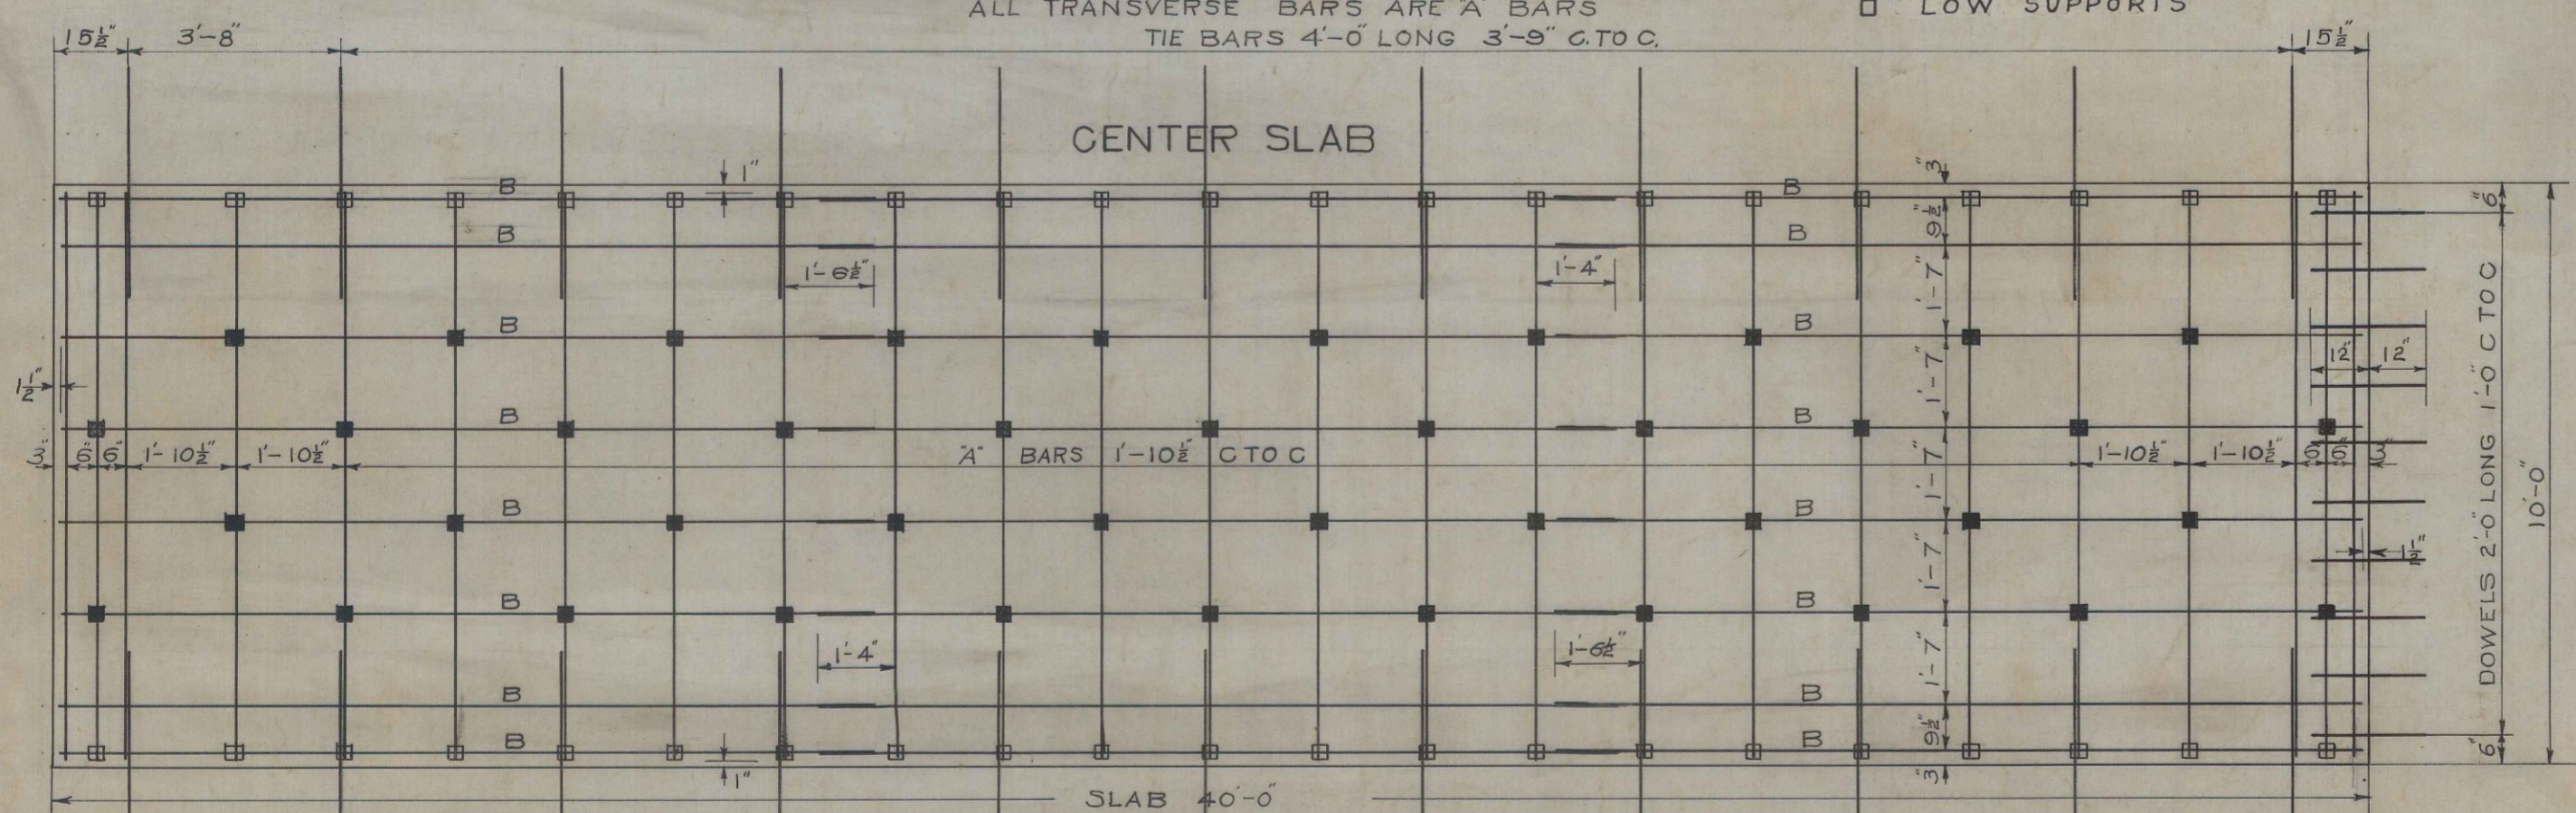 ALL TRANSVERSE BARS ARE "A" BARS
□ LOW SUPPORTS
TIE BARS 4'-0" LONG 3'-9" C. TO C.
15½" 3'-8" 15½"
CENTER SLAB
1" 3"
B B
6"
9½"
B B
1'-6½" 1'-4" 1'-7"
B B
12" 12"
1½" 1'-7"
B B
3" 6" 6" 1'-10½" 1'-10½" "A" BARS 1'-10½" C TO C 1'-7" 1'-10½" 1'-10½" 6" 6" 3"
B B
1½"
1'-7"
B B
1'-4" 1'-6½" 1'-7"
B B
9½"
B B
6"
1" 3"
DOWELS 2'-0" LONG 1'-0" C TO C
10'-0"
SLAB 40'-0"